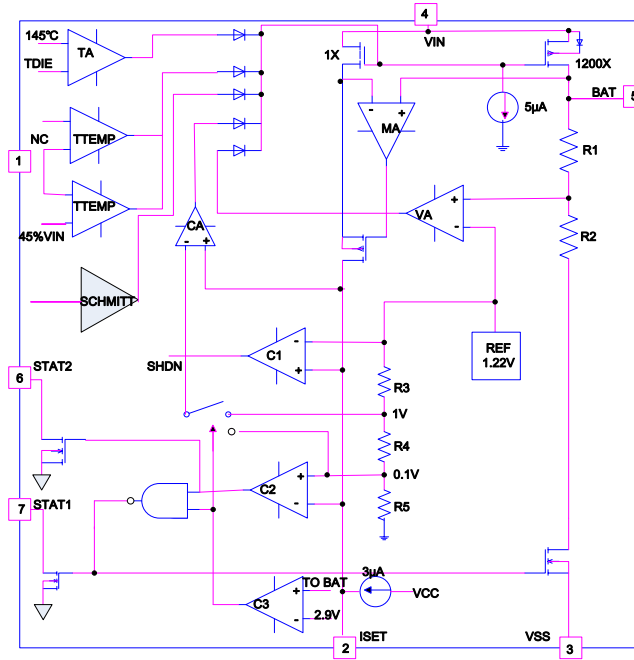 4
145℃
TA
VIN
TDIE
1X
1200X
BAT
5
5μA
-
+
MA
NC
TTEMP
R1
1
TTEMP
VA
+
-
R2
45%VIN
CA
-
+
SCHMITT
REF
1.22V
STAT2
SHDN
C1
-
+
R3
6
1V
R4
0.1V
C2
+
-
R5
7
STAT1
3μA
TO BAT
VCC
C3
+
-
2.9V
ISET
VSS
2
3